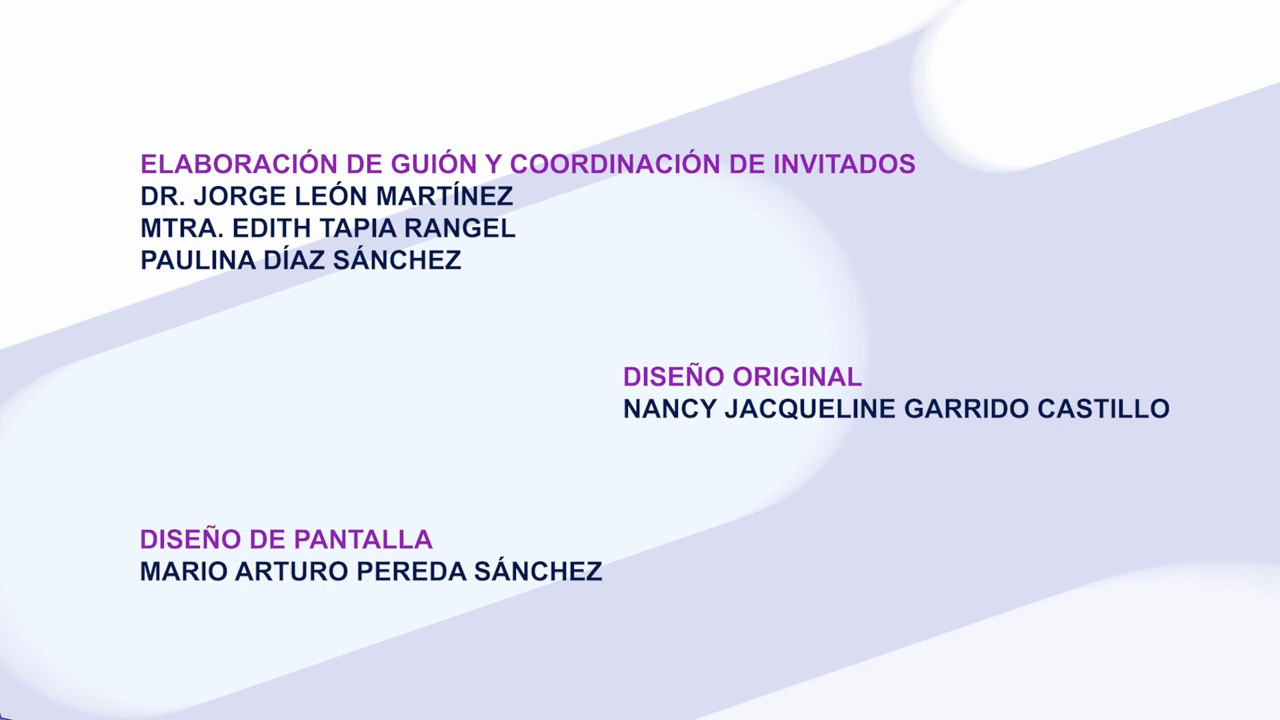 ELABORACIÓN DE GUIÓN Y COORDINACIÓN DE INVITADOS
DR. JORGE LEÓN MARTÍNEZ
MTRA. EDITH TAPIA RANGEL
PAULINA DÍAZ SÁNCHEZ
DISEÑO ORIGINAL
NANCY JACQUELINE GARRIDO CASTILLO
DISEÑO DE PANTALLA
MARIO ARTURO PEREDA SÁNCHEZ